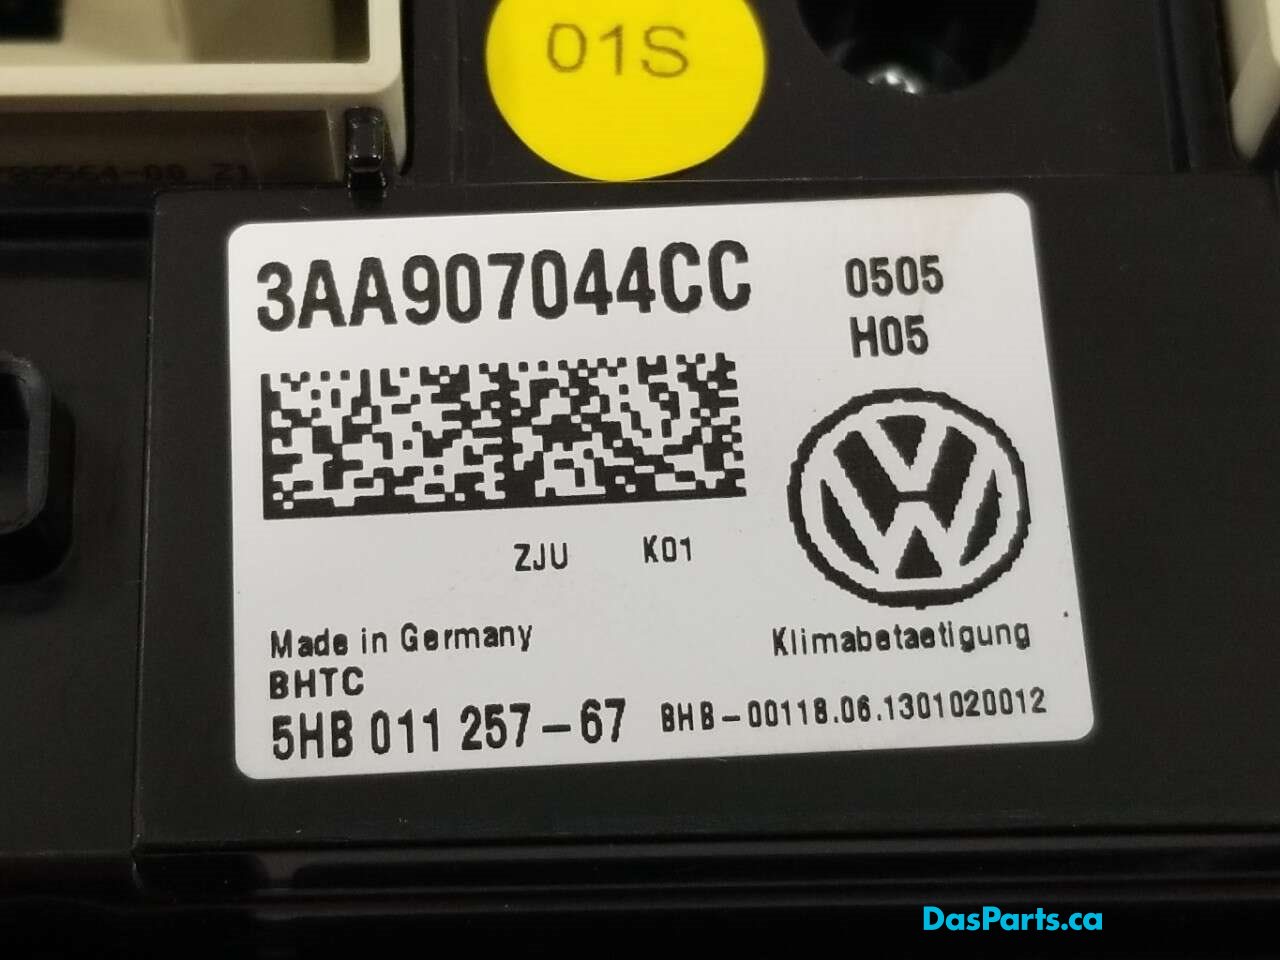 01S
3AA907044CC
0505
H05
ZJU K01
Made in Germany
Klimabetaetigung
BHTC
5HB 011 257-67
BHB-00118.06.1301020012
DasParts.ca